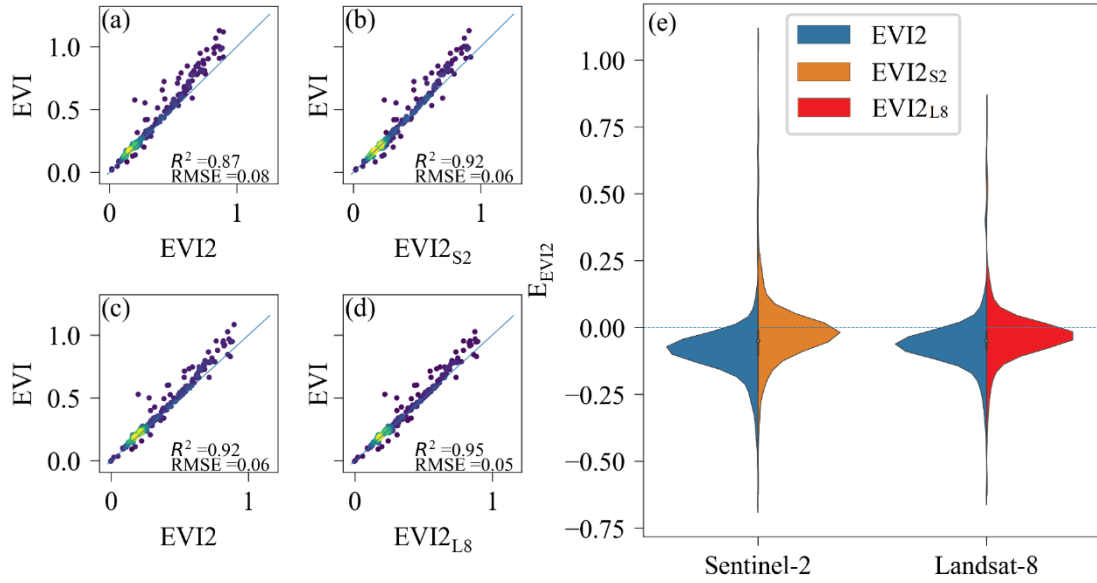 (a)
EVI
1.0
0.5
0.0
R² =0.87
RMSE =0.08
0 1
EVI2
(b)
EVI
1.0
0.5
0.0
R² =0.92
RMSE =0.06
0 1
EVI2S2
(c)
EVI
1.0
0.5
0.0
R² =0.92
RMSE =0.06
0 1
EVI2
(d)
EVI
1.0
0.5
0.0
R² =0.95
RMSE =0.05
0 1
EVI2L8
(e)
EVI2
EVI2S2
EVI2L8
E_EVI2
1.00
0.75
0.50
0.25
0.00
−0.25
−0.50
−0.75
Sentinel-2 Landsat-8